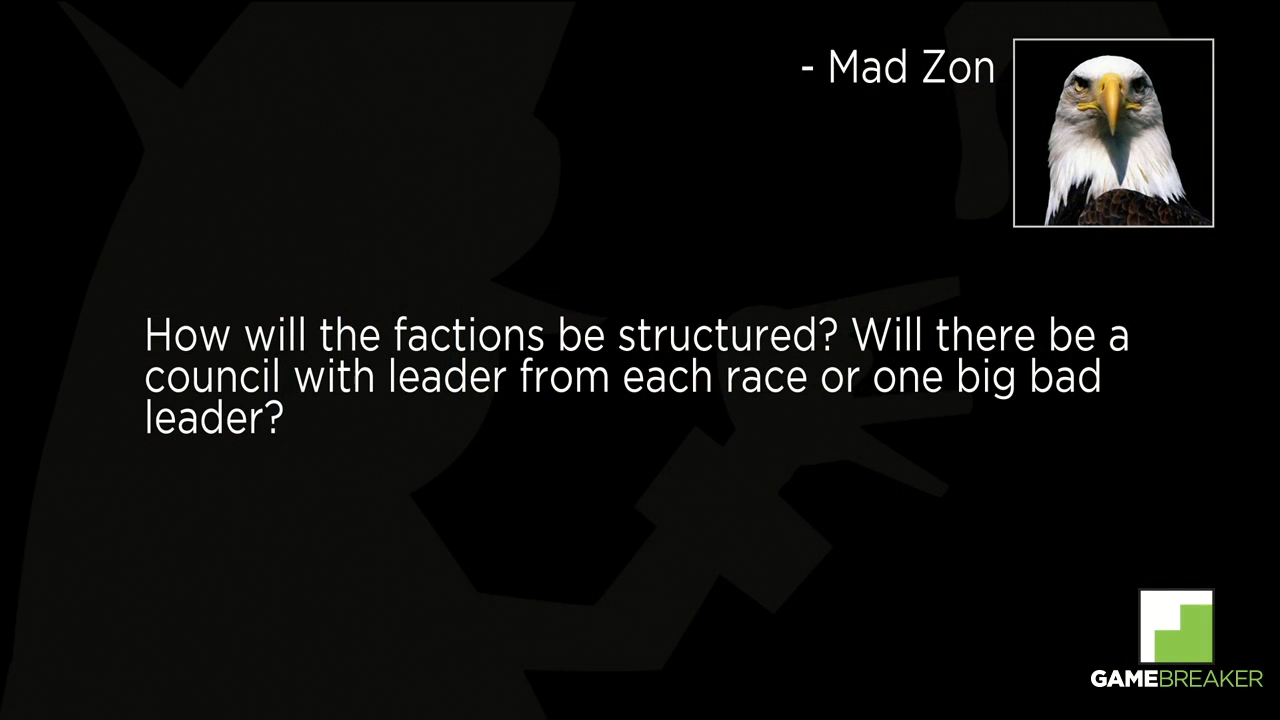 - Mad Zon
How will the factions be structured? Will there be a
council with leader from each race or one big bad
leader?
GAMEBREAKER